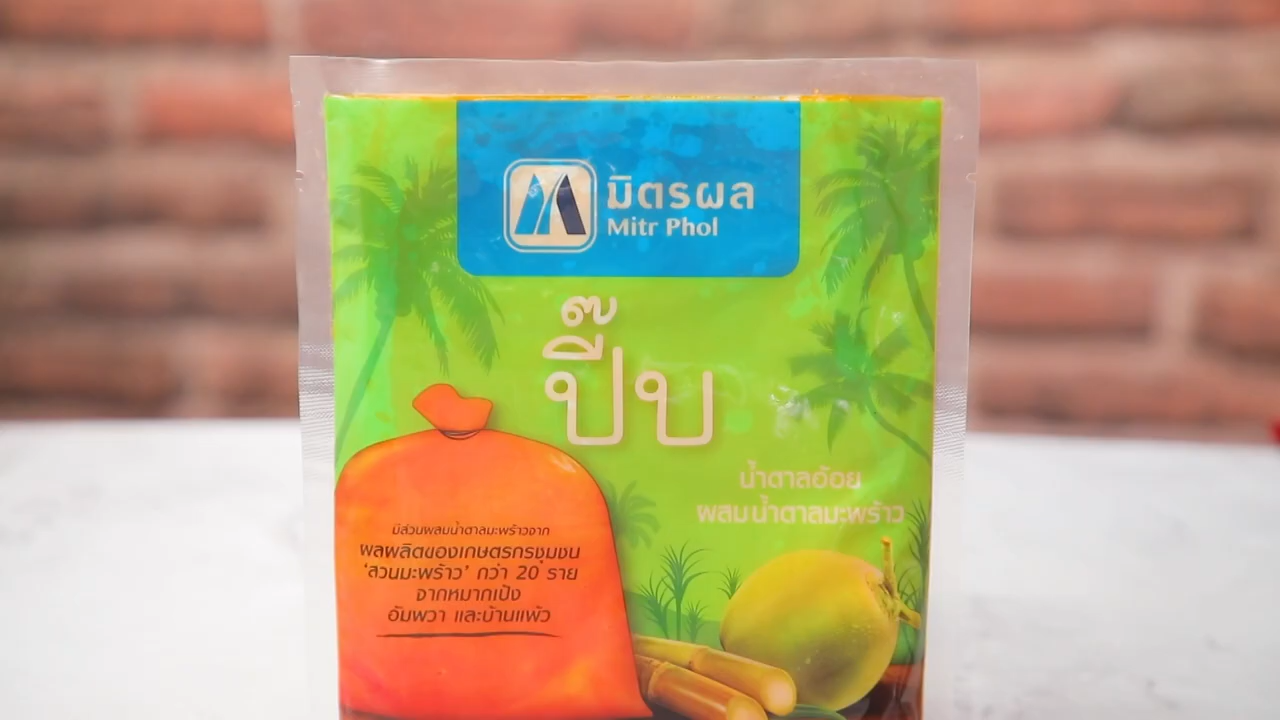 มิตรผล
Mitr Phol
ปี๊บ
น้ำตาลอ้อย
ผสมน้ำตาลมะพร้าว
มีส่วนผสมน้ำตาลมะพร้าวจาก
ผลผลิตของเกษตรกรชุมชน
‘สวนมะพร้าว’ กว่า 20 ราย
จากหมากเป้ง
อัมพวา และบ้านแพ้ว